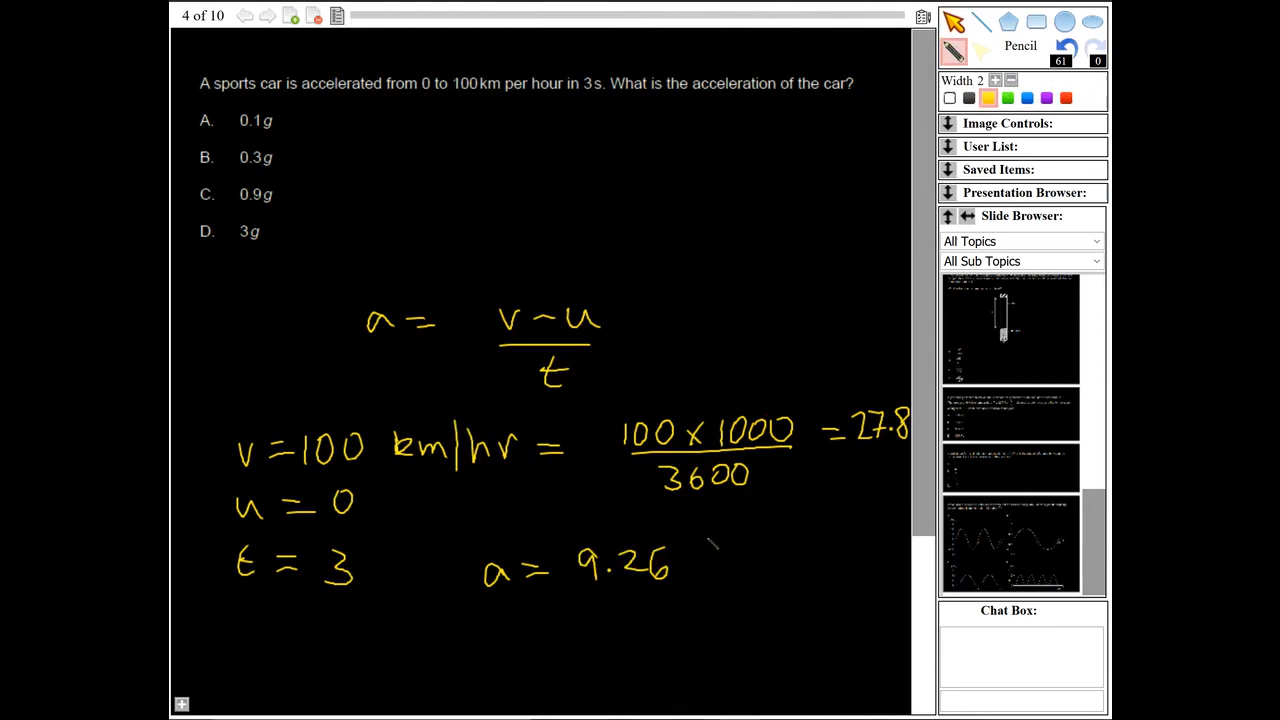 4 of 10
A sports car is accelerated from 0 to 100 km per hour in 3 s. What is the acceleration of the car?
A. 0.1g
B. 0.3g
C. 0.9g
D. 3g
a = v - u
t
v = 100 km/hr = 100 x 1000 = 27.8
3600
u = 0
t = 3 a = 9.26
Pencil
61 0
Width 2
Image Controls:
User List:
Saved Items:
Presentation Browser:
Slide Browser:
All Topics
All Sub Topics
Chat Box: